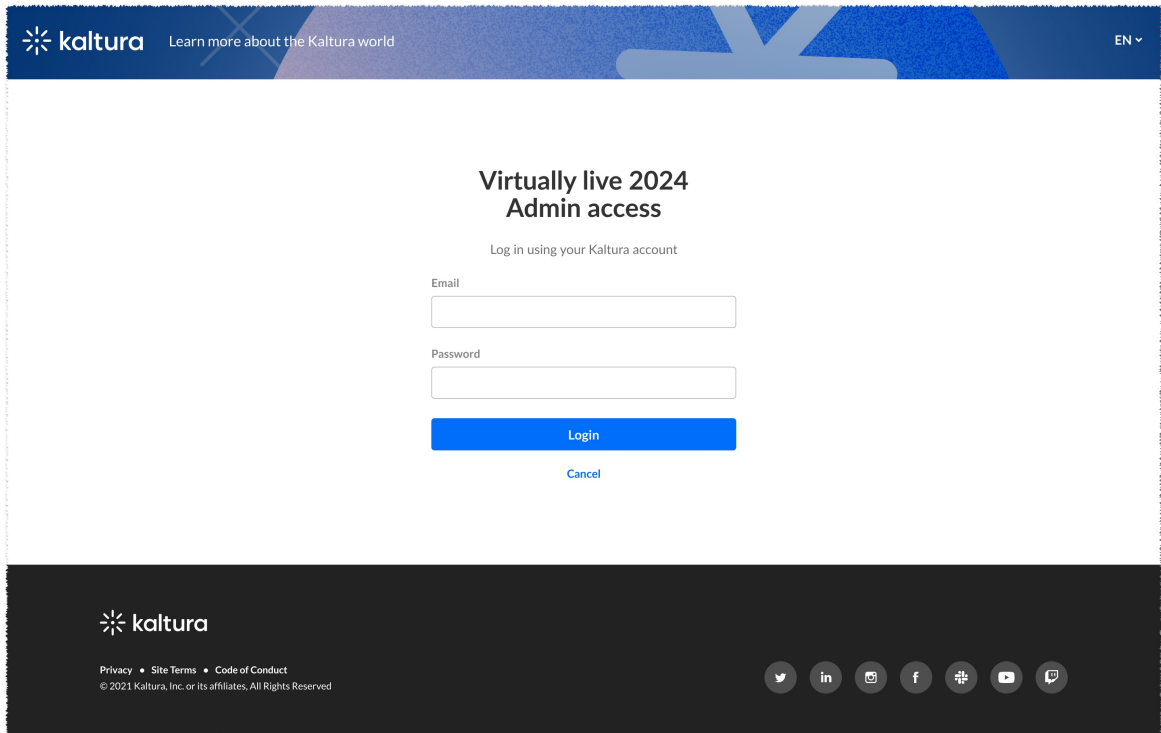 kaltura Learn more about the Kaltura world EN
Virtually live 2024
Admin access
Log in using your Kaltura account
Email
Password
Login
Cancel
kaltura
Privacy • Site Terms • Code of Conduct
© 2021 Kaltura, Inc. or its affiliates, All Rights Reserved